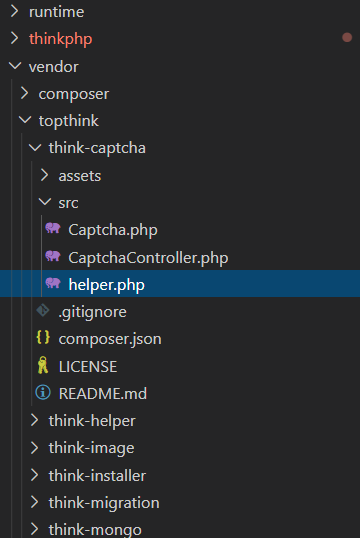 runtime
thinkphp
vendor
composer
topthink
think-captcha
assets
src
Captcha.php
CaptchaController.php
helper.php
.gitignore
composer.json
LICENSE
README.md
think-helper
think-image
think-installer
think-migration
think-mongo